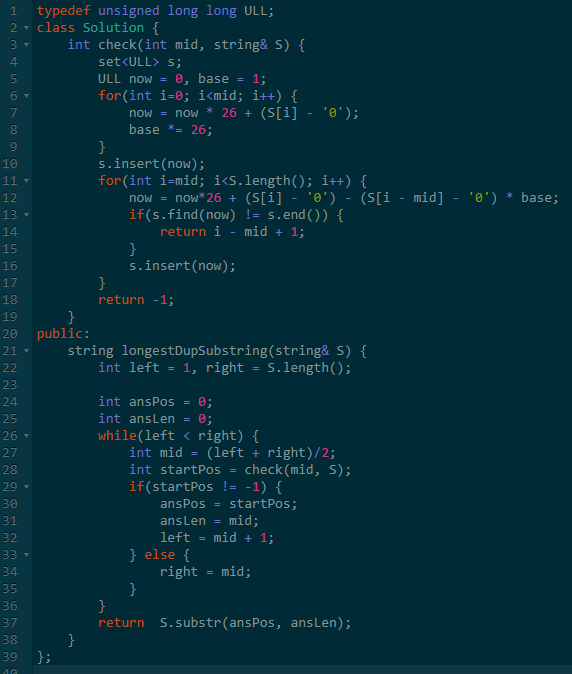 1 typedef unsigned long long ULL;
2 class Solution {
3     int check(int mid, string& S) {
4         set<ULL> s;
5         ULL now = 0, base = 1;
6         for(int i=0; i<mid; i++) {
7             now = now * 26 + (S[i] - '0');
8             base *= 26;
9         }
10         s.insert(now);
11         for(int i=mid; i<S.length(); i++) {
12             now = now*26 + (S[i] - '0') - (S[i - mid] - '0') * base;
13             if(s.find(now) != s.end()) {
14                 return i - mid + 1;
15             }
16             s.insert(now);
17         }
18         return -1;
19     }
20 public:
21     string longestDupSubstring(string& S) {
22         int left = 1, right = S.length();
23
24         int ansPos = 0;
25         int ansLen = 0;
26         while(left < right) {
27             int mid = (left + right)/2;
28             int startPos = check(mid, S);
29             if(startPos != -1) {
30                 ansPos = startPos;
31                 ansLen = mid;
32                 left = mid + 1;
33             } else {
34                 right = mid;
35             }
36         }
37         return  S.substr(ansPos, ansLen);
38     }
39 };
40